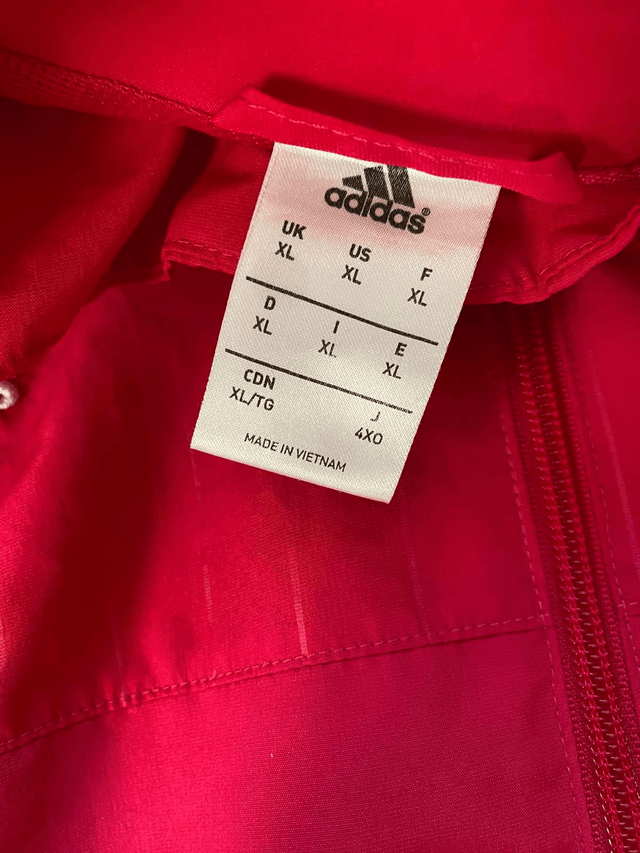 adidas®
UK US F
XL XL XL
D I E
XL XL XL
CDN J
XL/TG 4XO
MADE IN VIETNAM